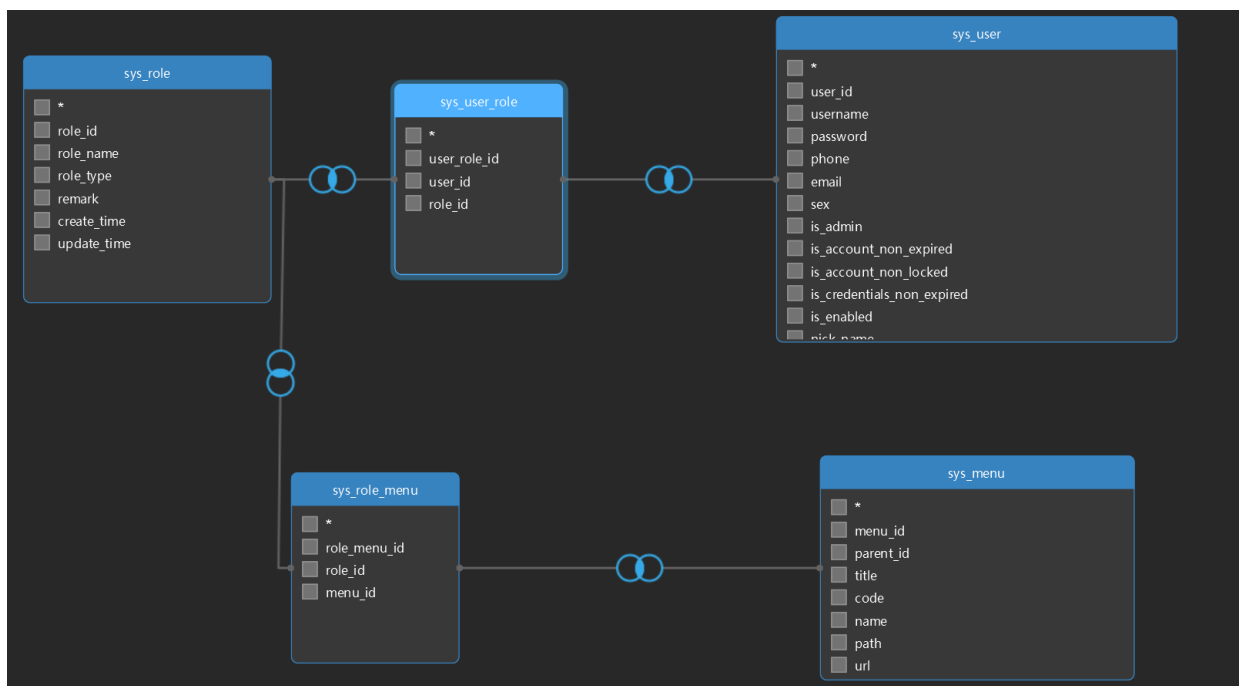 sys_role
*
role_id
role_name
role_type
remark
create_time
update_time
sys_user_role
*
user_role_id
user_id
role_id
sys_user
*
user_id
username
password
phone
email
sex
is_admin
is_account_non_expired
is_account_non_locked
is_credentials_non_expired
is_enabled
nick_name
sys_role_menu
*
role_menu_id
role_id
menu_id
sys_menu
*
menu_id
parent_id
title
code
name
path
url